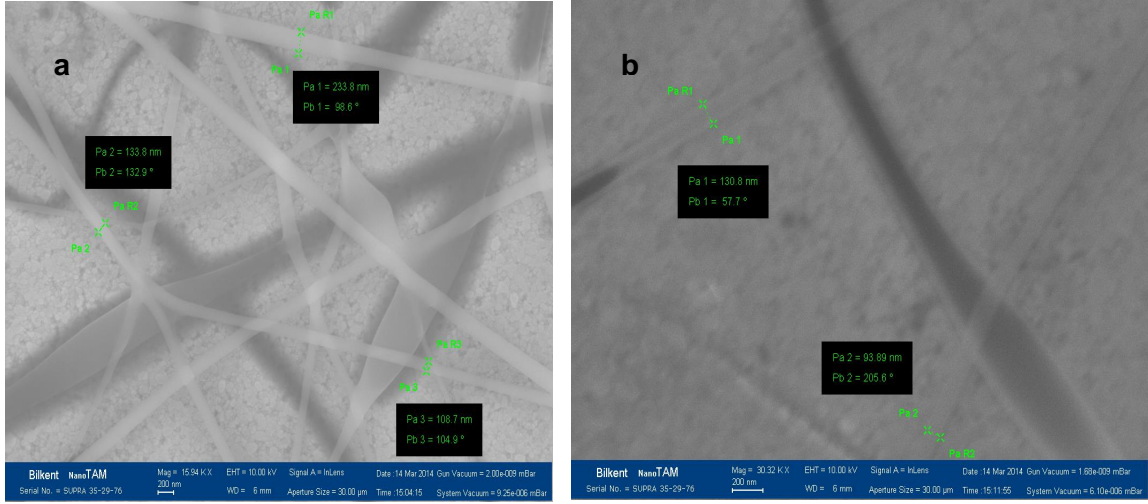 a
Pa R1
Pb 1
Pa 1 = 233.8 nm
Pb 1 = 98.6 °
Pa 2 = 133.8 nm
Pb 2 = 132.9 °
Pa R2
Pa 2
Pa R3
Pa 3
Pa 3 = 108.7 nm
Pb 3 = 104.9 °
Bilkent NanoTAM
Serial No. = SUPRA 35-29-76
Mag = 15.94 K X
200 nm
EHT = 10.00 kV
WD = 6 mm
Signal A = InLens
Aperture Size = 30.00 µm
Date :14 Mar 2014
Time :15:04:15
Gun Vacuum = 2.00e-009 mBar
System Vacuum = 9.25e-006 mBar
b
Pa R1
Pa 1
Pa 1 = 130.8 nm
Pb 1 = 57.7 °
Pa 2 = 93.89 nm
Pb 2 = 205.6 °
Pa 2
Pa R2
Bilkent NanoTAM
Serial No. = SUPRA 35-29-76
Mag = 30.32 K X
200 nm
EHT = 10.00 kV
WD = 6 mm
Signal A = InLens
Aperture Size = 30.00 µm
Date :14 Mar 2014
Time :15:11:55
Gun Vacuum = 1.68e-009 mBar
System Vacuum = 6.10e-006 mBar